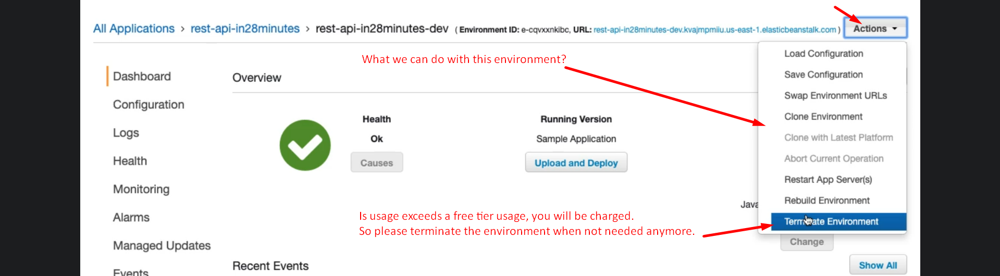 All Applications > rest-api-in28minutes > rest-api-in28minutes-dev ( Environment ID: e-cqvxxnkibc, URL: rest-api-in28minutes-dev.kvajmpmiiu.us-east-1.elasticbeanstalk.com )
Actions
Load Configuration
Save Configuration
Swap Environment URLs
Clone Environment
Clone with Latest Platform
Abort Current Operation
Restart App Server(s)
Rebuild Environment
Terminate Environment
What we can do with this environment?
Dashboard
Configuration
Logs
Health
Monitoring
Alarms
Managed Updates
Events
Overview
Health
Ok
Causes
Running Version
Sample Application
Upload and Deploy
Java
Is usage exceeds a free tier usage, you will be charged.
So please terminate the environment when not needed anymore.
Change
Recent Events
Show All